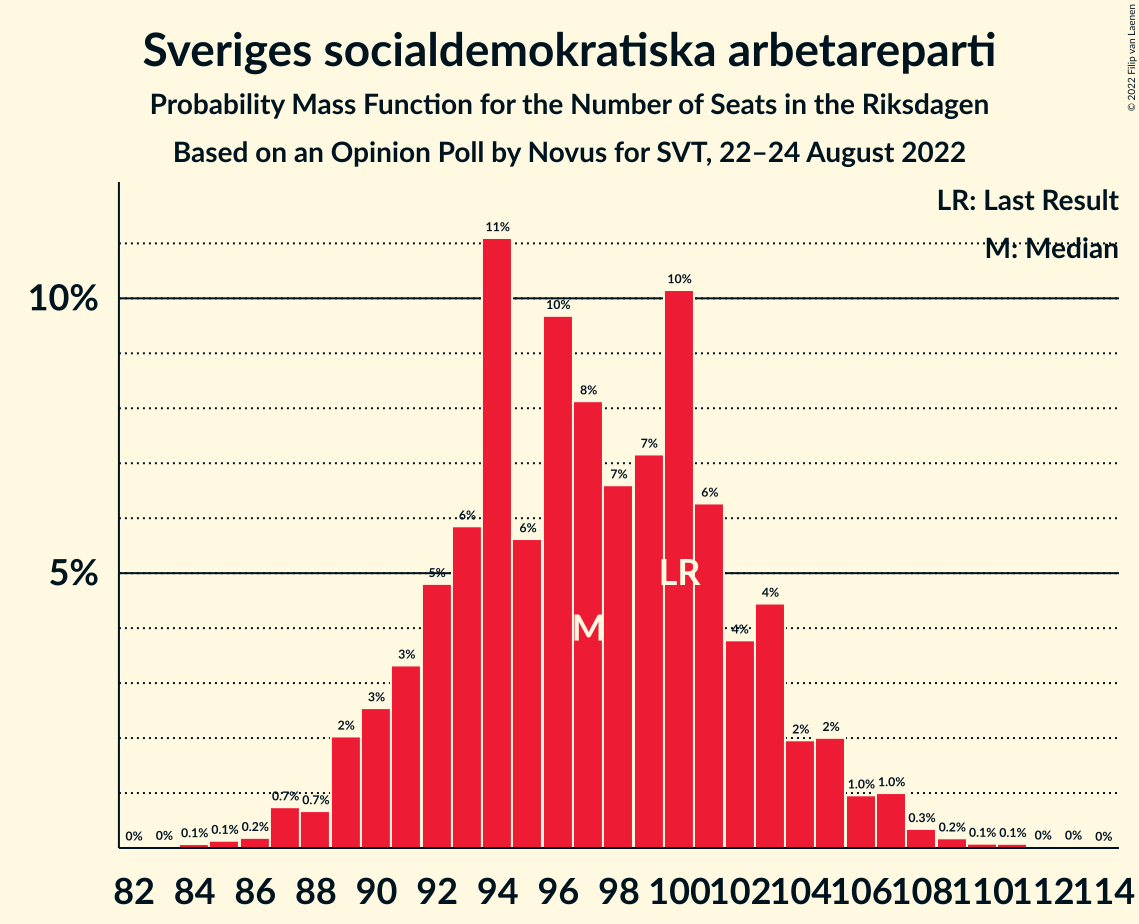 Sveriges socialdemokratiska arbetareparti
Probability Mass Function for the Number of Seats in the Riksdagen
Based on an Opinion Poll by Novus for SVT, 22–24 August 2022
© 2022 Filip van Laenen
LR: Last Result
M: Median
10%
5%
0% 0% 0.1% 0.1% 0.2% 0.7% 0.7% 2% 3% 3% 5% 6% 11% 6% 10% 8% 7% 7% 10% 6% 4% 4% 2% 2% 1.0% 1.0% 0.3% 0.2% 0.1% 0.1% 0% 0% 0%
LR
M
82 84 86 88 90 92 94 96 98 100 102 104 106 108 110 112 114